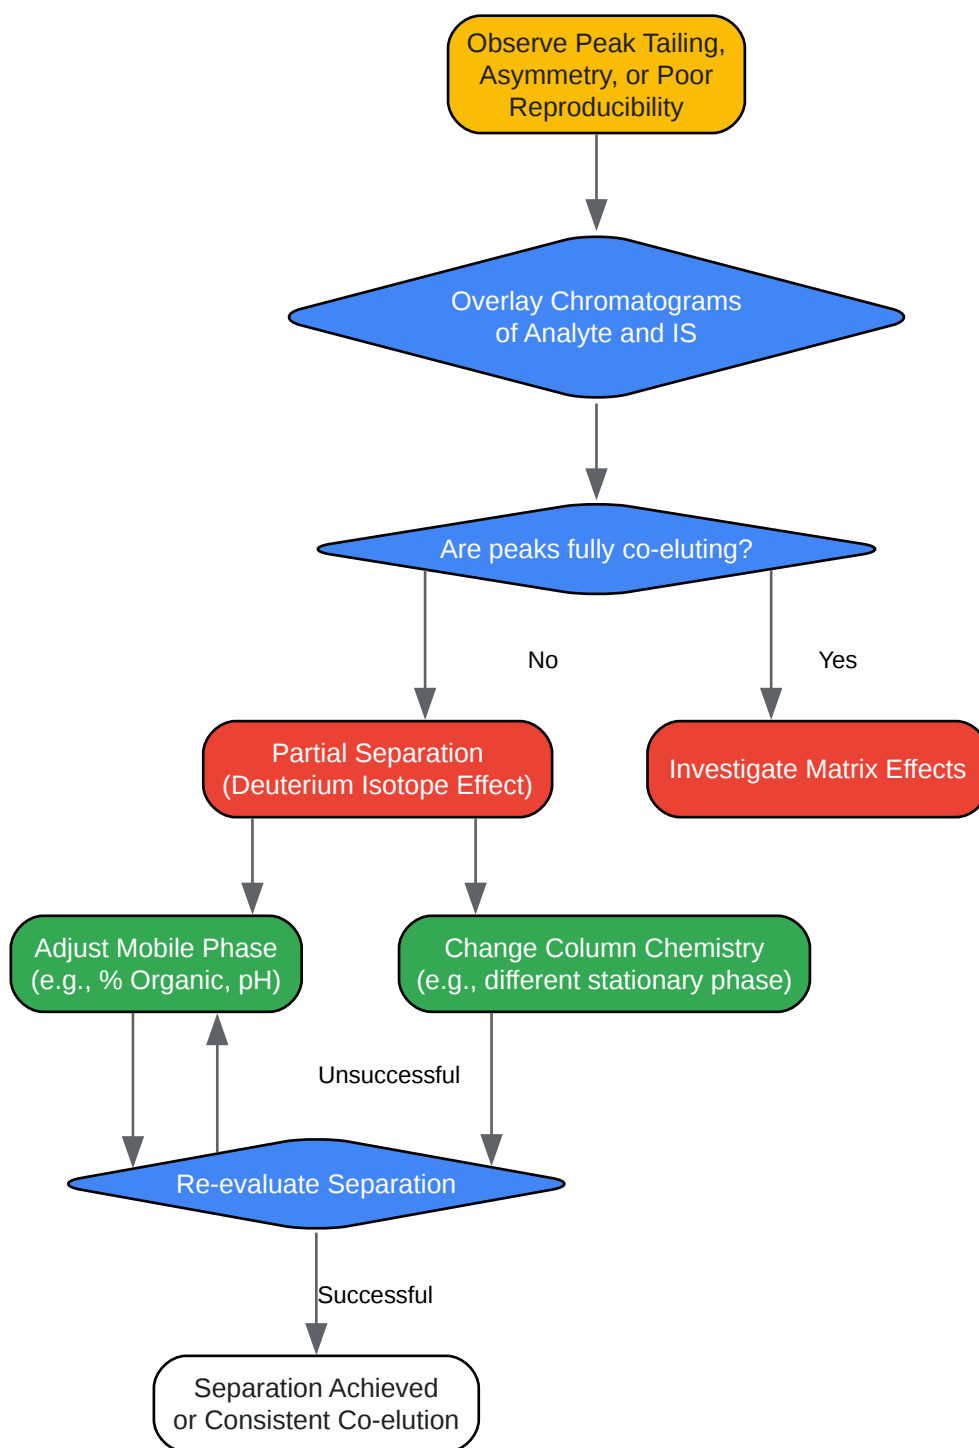 Observe Peak Tailing,
Asymmetry, or Poor
Reproducibility
Overlay Chromatograms
of Analyte and IS
Are peaks fully co-eluting?
No
Yes
Partial Separation
(Deuterium Isotope Effect)
Investigate Matrix Effects
Adjust Mobile Phase
(e.g., % Organic, pH)
Change Column Chemistry
(e.g., different stationary phase)
Unsuccessful
Re-evaluate Separation
Successful
Separation Achieved
or Consistent Co-elution